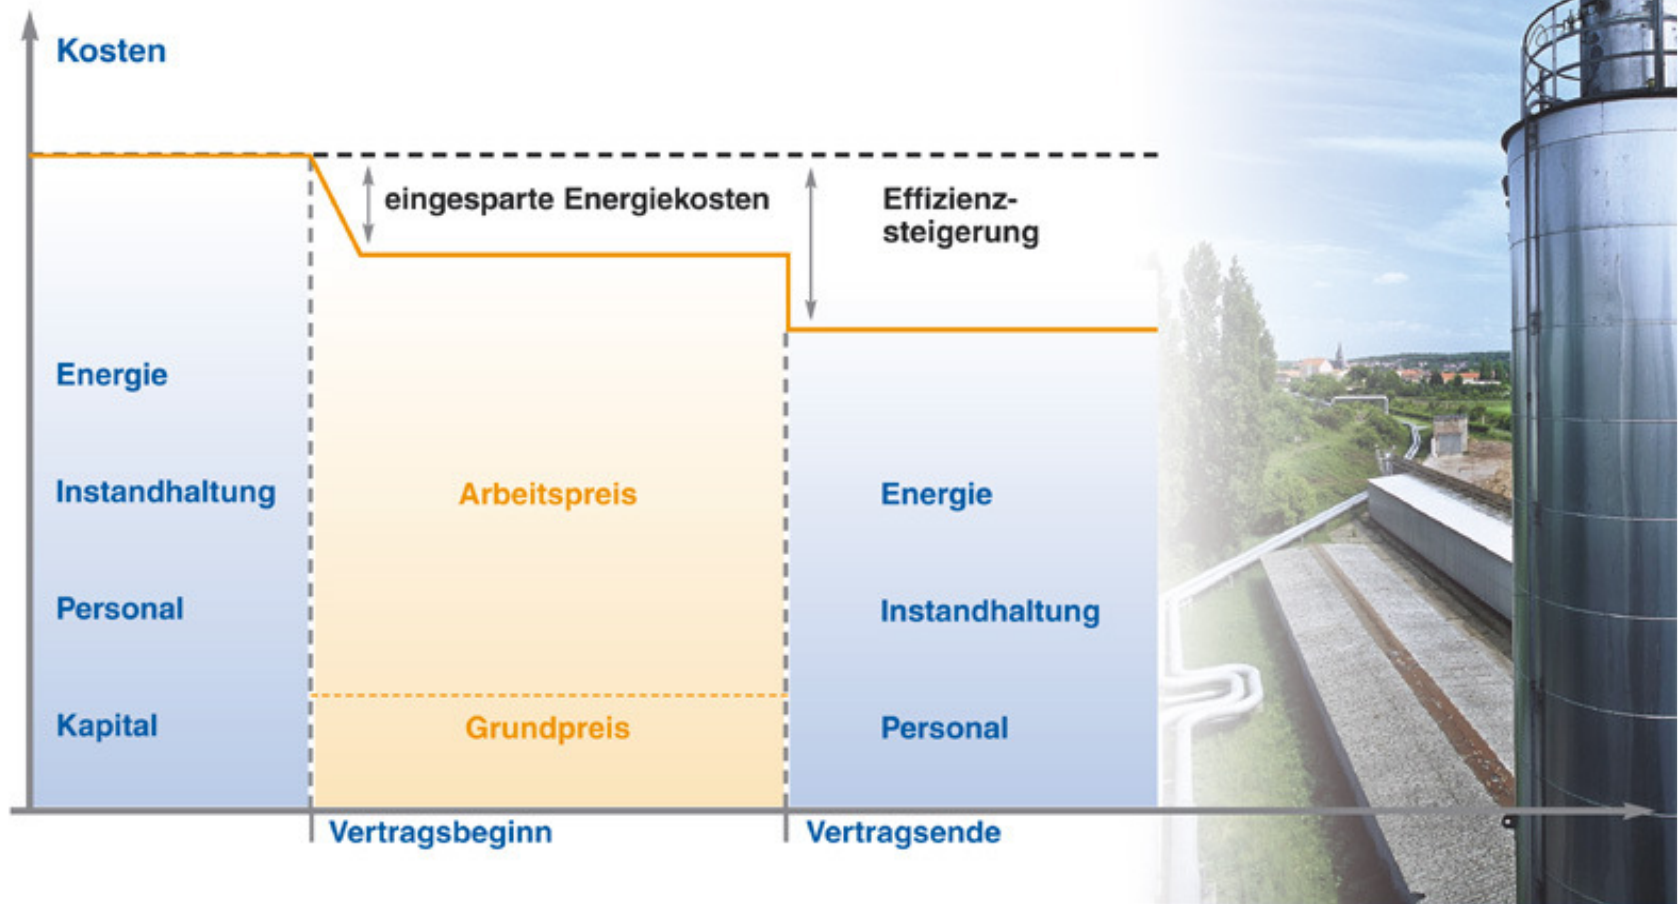 Kosten
eingesparte Energiekosten
Effizienz-
steigerung
Energie
Instandhaltung
Personal
Kapital
Arbeitspreis
Grundpreis
Energie
Instandhaltung
Personal
Vertragsbeginn
Vertragsende